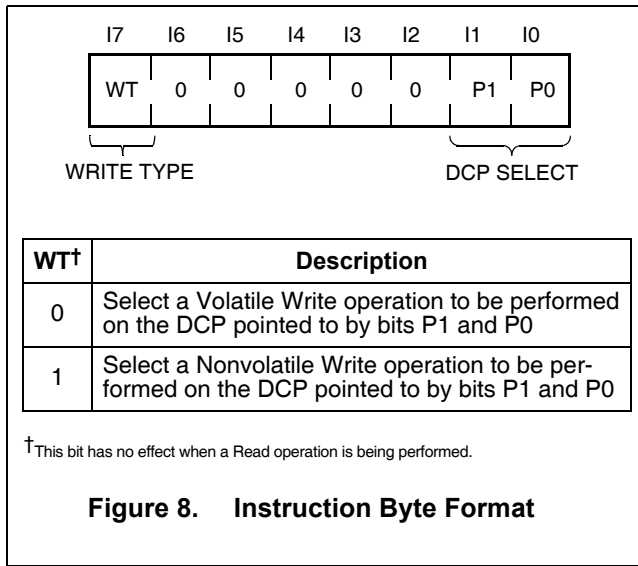 I7 I6 I5 I4 I3 I2 I1 I0
WT 0 0 0 0 0 P1 P0
WRITE TYPE DCP SELECT
WT† Description
0 Select a Volatile Write operation to be performed
on the DCP pointed to by bits P1 and P0
1 Select a Nonvolatile Write operation to be per-
formed on the DCP pointed to by bits P1 and P0
†This bit has no effect when a Read operation is being performed.
Figure 8. Instruction Byte Format